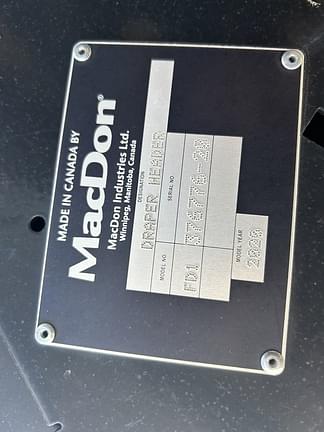 MADE IN CANADA BY
MacDon®
MacDon Industries Ltd.
Winnipeg, Manitoba, Canada
DESIGNATION
DRAPER HEADER
MODEL NO.
SERIAL NO.
FD1
MODEL YEAR
2020